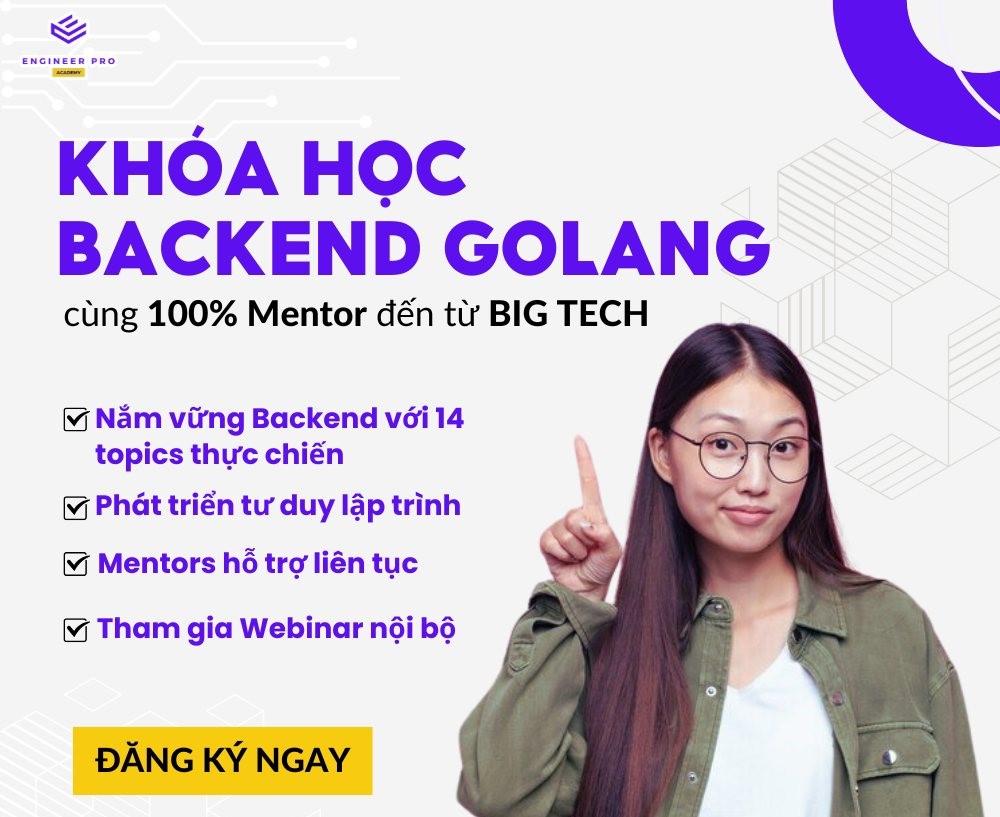 ENGINEER PRO
ACADEMY
KHÓA HỌC
BACKEND GOLANG
cùng 100% Mentor đến từ BIG TECH
Nắm vững Backend với 14
topics thực chiến
Phát triển tư duy lập trình
Mentors hỗ trợ liên tục
Tham gia Webinar nội bộ
ĐĂNG KÝ NGAY